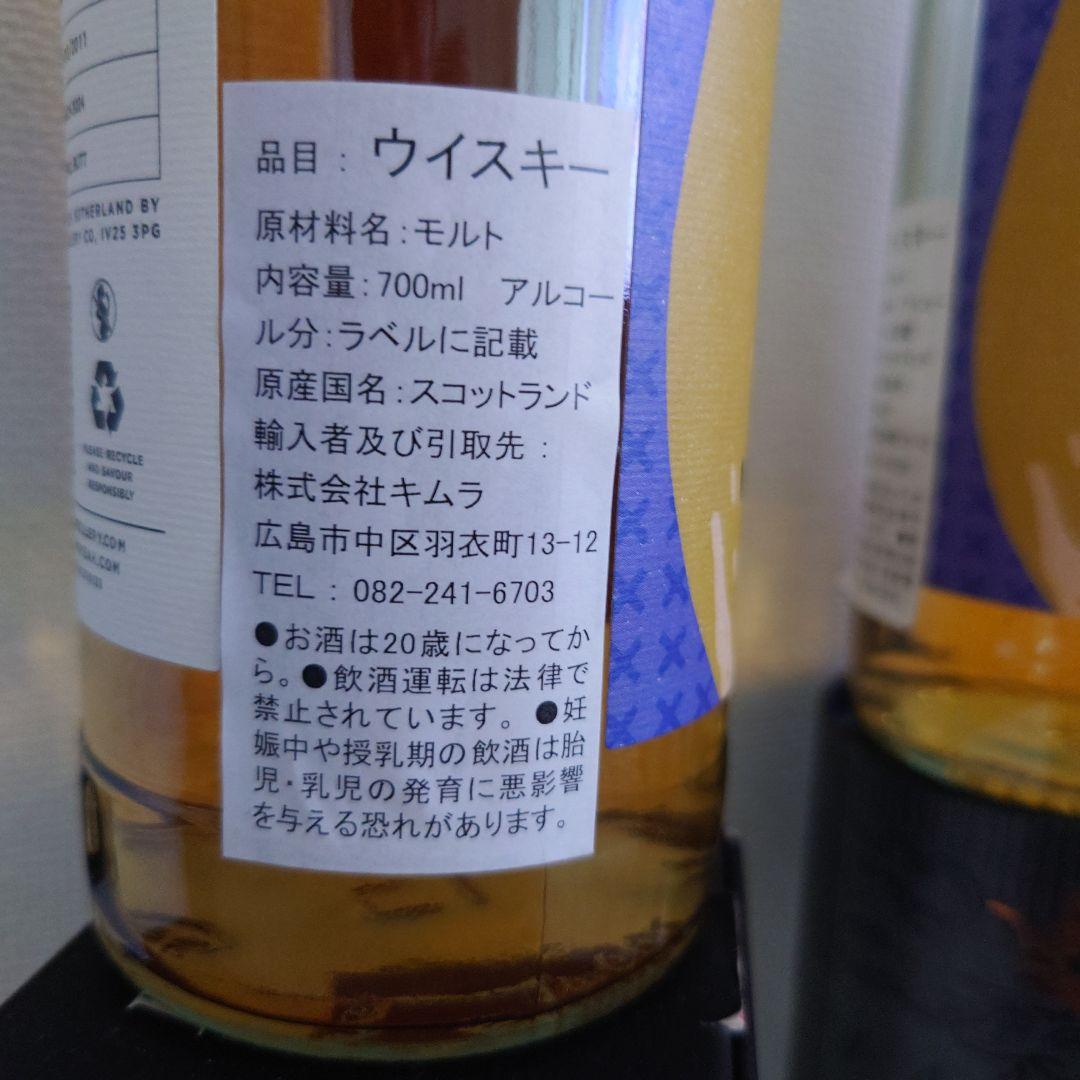 /2011
3004
OTHERLAND BY
RY CO, IV25 3PG
PLEASE RECYCLE
AND SAVOUR
RESPONSIBLY
.COM
.COM
品目：ウイスキー
原材料名：モルト
内容量：700ml　アルコー
ル分：ラベルに記載
原産国名：スコットランド
輸入者及び引取先：
株式会社キムラ
広島市中区羽衣町13-12
TEL：082-241-6703
●お酒は20歳になってか
ら。●飲酒運転は法律で
禁止されています。●妊
娠中や授乳期の飲酒は胎
児・乳児の発育に悪影響
を与える恐れがあります。